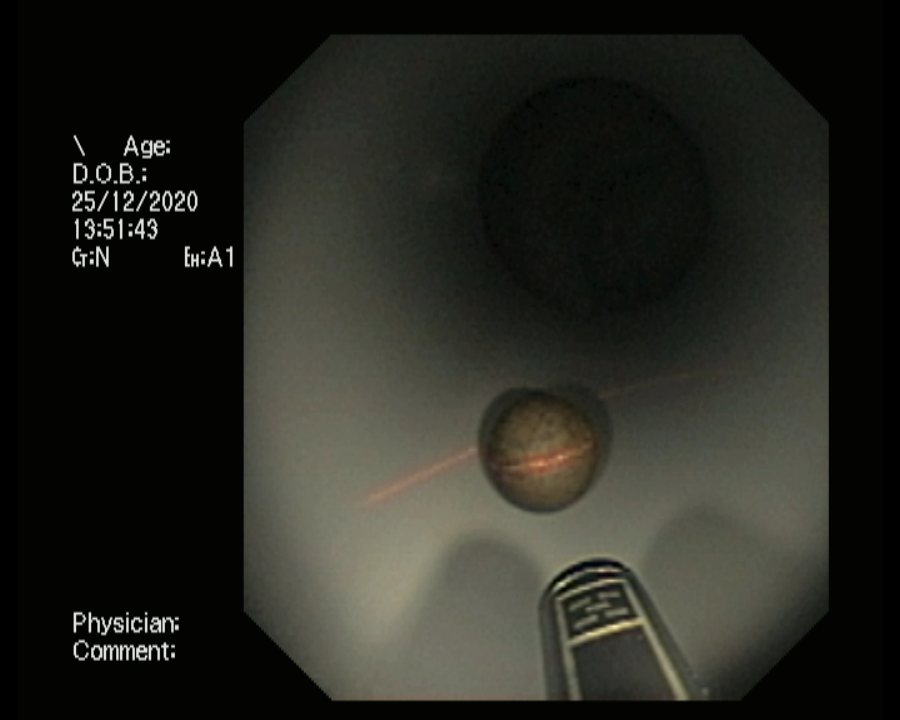 \ Age:
D.O.B.:
25/12/2020
13:51:43
Cr:N Eh:A1
Physician:
Comment: